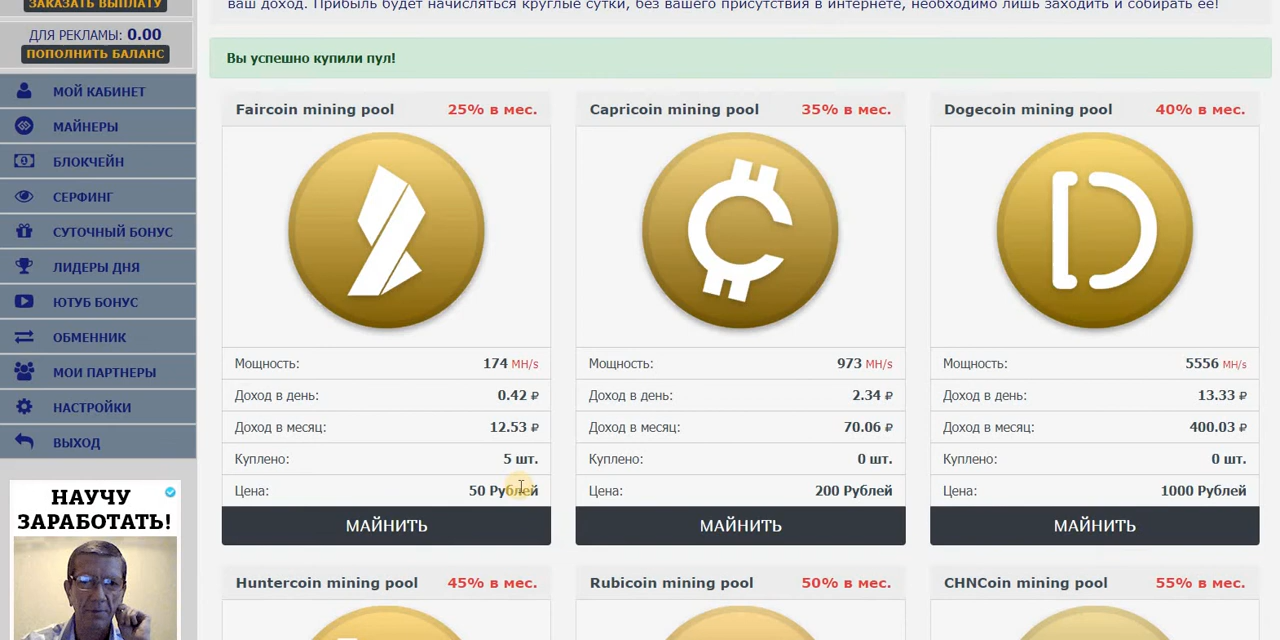 ЗАКАЗАТЬ ВЫПЛАТУ
ДЛЯ РЕКЛАМЫ: 0.00
ПОПОЛНИТЬ БАЛАНС
МОЙ КАБИНЕТ
МАЙНЕРЫ
БЛОКЧЕЙН
СЕРФИНГ
СУТОЧНЫЙ БОНУС
ЛИДЕРЫ ДНЯ
ЮТУБ БОНУС
ОБМЕННИК
МОИ ПАРТНЕРЫ
НАСТРОЙКИ
ВЫХОД
НАУЧУ
ЗАРАБОТАТЬ!
ваш доход. Прибыль будет начисляться круглые сутки, без вашего присутствия в интернете, необходимо лишь заходить и собирать ее!
Вы успешно купили пул!
Faircoin mining pool 25% в мес.
Мощность: 174 MH/s
Доход в день: 0.42 ₽
Доход в месяц: 12.53 ₽
Куплено: 5 шт.
Цена: 50 Рублей
МАЙНИТЬ
Capricoin mining pool 35% в мес.
Мощность: 973 MH/s
Доход в день: 2.34 ₽
Доход в месяц: 70.06 ₽
Куплено: 0 шт.
Цена: 200 Рублей
МАЙНИТЬ
Dogecoin mining pool 40% в мес.
Мощность: 5556 MH/s
Доход в день: 13.33 ₽
Доход в месяц: 400.03 ₽
Куплено: 0 шт.
Цена: 1000 Рублей
МАЙНИТЬ
Huntercoin mining pool 45% в мес.
Rubicoin mining pool 50% в мес.
CHNCoin mining pool 55% в мес.